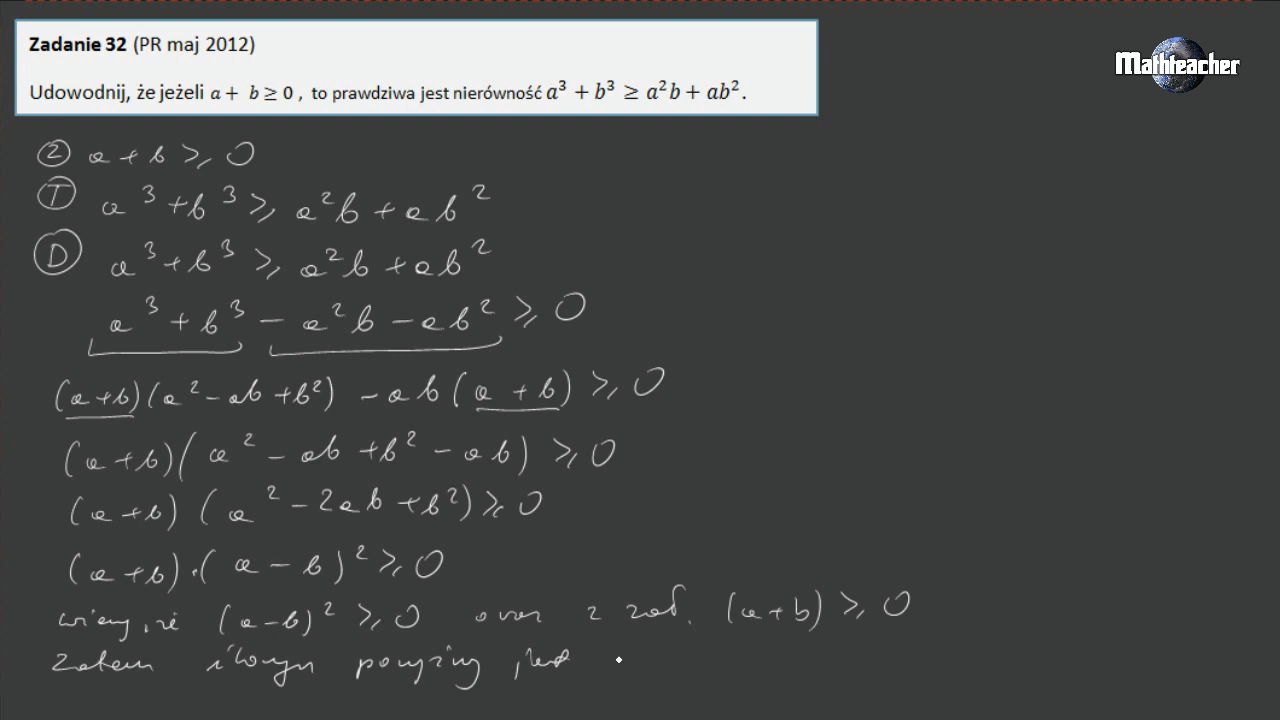 Zadanie 32 (PR maj 2012)
Mathteacher
Udowodnij, że jeżeli a + b ≥ 0 , to prawdziwa jest nierówność a³ + b³ ≥ a²b + ab².
Ⓩ a + b ≥ 0
Ⓣ a³ + b³ ≥ a²b + ab²
Ⓓ a³ + b³ ≥ a²b + ab²
a³ + b³ - a²b - ab² ≥ 0
(a+b)(a² - ab + b²) - ab(a + b) ≥ 0
(a+b)(a² - ab + b² - ab) ≥ 0
(a+b)(a² - 2ab + b²) ≥ 0
(a+b)·(a - b)² ≥ 0
wiemy, że (a-b)² ≥ 0 oraz z zał. (a+b) ≥ 0
Zatem iloczyn powyższy jest